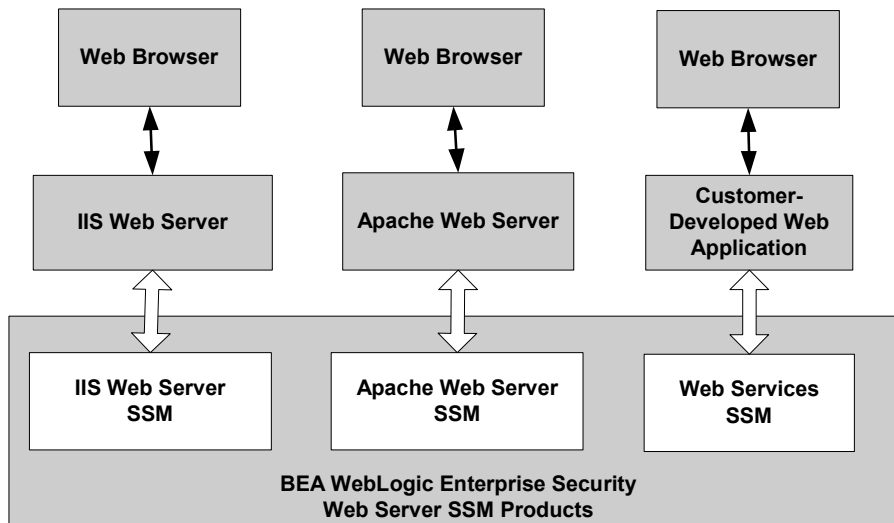 Web Browser
Web Browser
Web Browser
IIS Web Server
Apache Web Server
Customer-
Developed Web
Application
IIS Web Server
SSM
Apache Web Server
SSM
Web Services
SSM
BEA WebLogic Enterprise Security
Web Server SSM Products